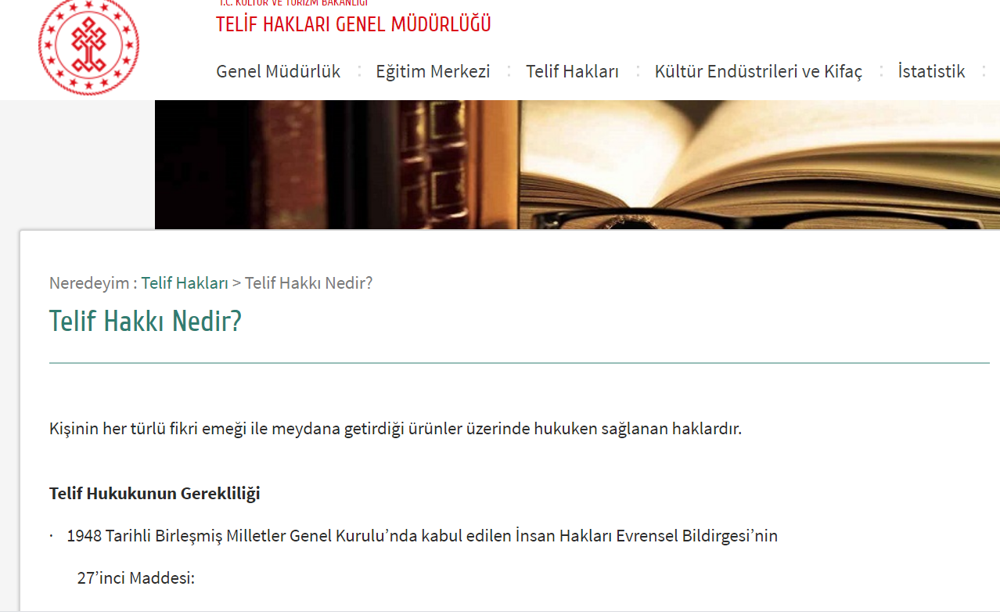 T.C. KÜLTÜR VE TURİZM BAKANLIĞI
TELİF HAKLARI GENEL MÜDÜRLÜĞÜ
Genel Müdürlük : Eğitim Merkezi : Telif Hakları : Kültür Endüstrileri ve Kifaç : İstatistik :
Neredeyim : Telif Hakları > Telif Hakkı Nedir?
Telif Hakkı Nedir?
Kişinin her türlü fikri emeği ile meydana getirdiği ürünler üzerinde hukuken sağlanan haklardır.
Telif Hukukunun Gerekliliği
· 1948 Tarihli Birleşmiş Milletler Genel Kurulu’nda kabul edilen İnsan Hakları Evrensel Bildirgesi’nin
27’inci Maddesi: